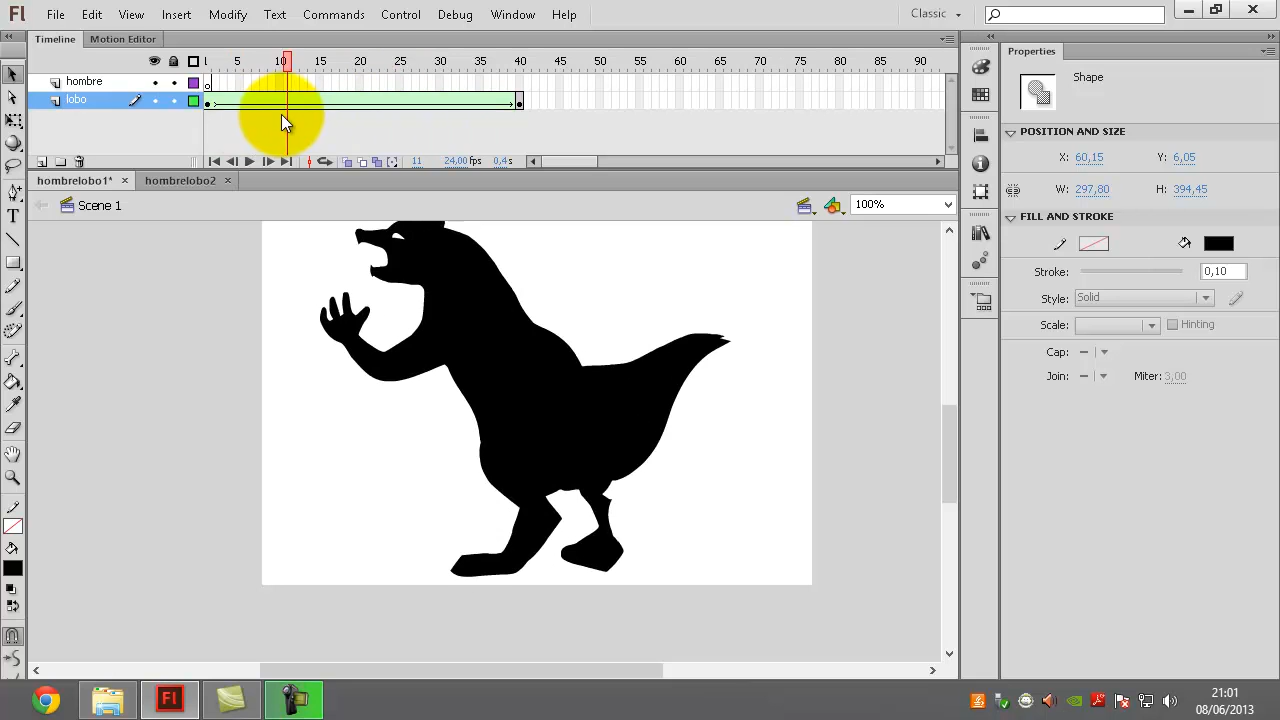 Fl File Edit View Insert Modify Text Commands Control Debug Window Help Classic
Timeline Motion Editor
5 10 15 20 25 30 35 40 45 50 55 60 65 70 75 80 85 90
hombre
lobo
11 24,00 fps 0,4 s
hombrelobo1* × hombrelobo2 ×
Scene 1 100%
Properties
Shape
POSITION AND SIZE
X: 60,15 Y: 6,05
W: 297,80 H: 394,45
FILL AND STROKE
Stroke: 0,10
Style: Solid
Scale: Hinting
Cap:
Join: Miter: 3,00
Fl
21:01
08/06/2013